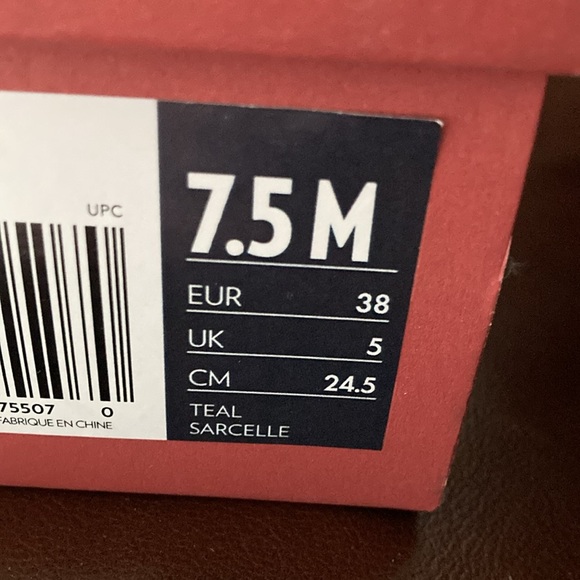 UPC
75507 0
FABRIQUE EN CHINE
7.5 M
EUR 38
UK 5
CM 24.5
TEAL
SARCELLE